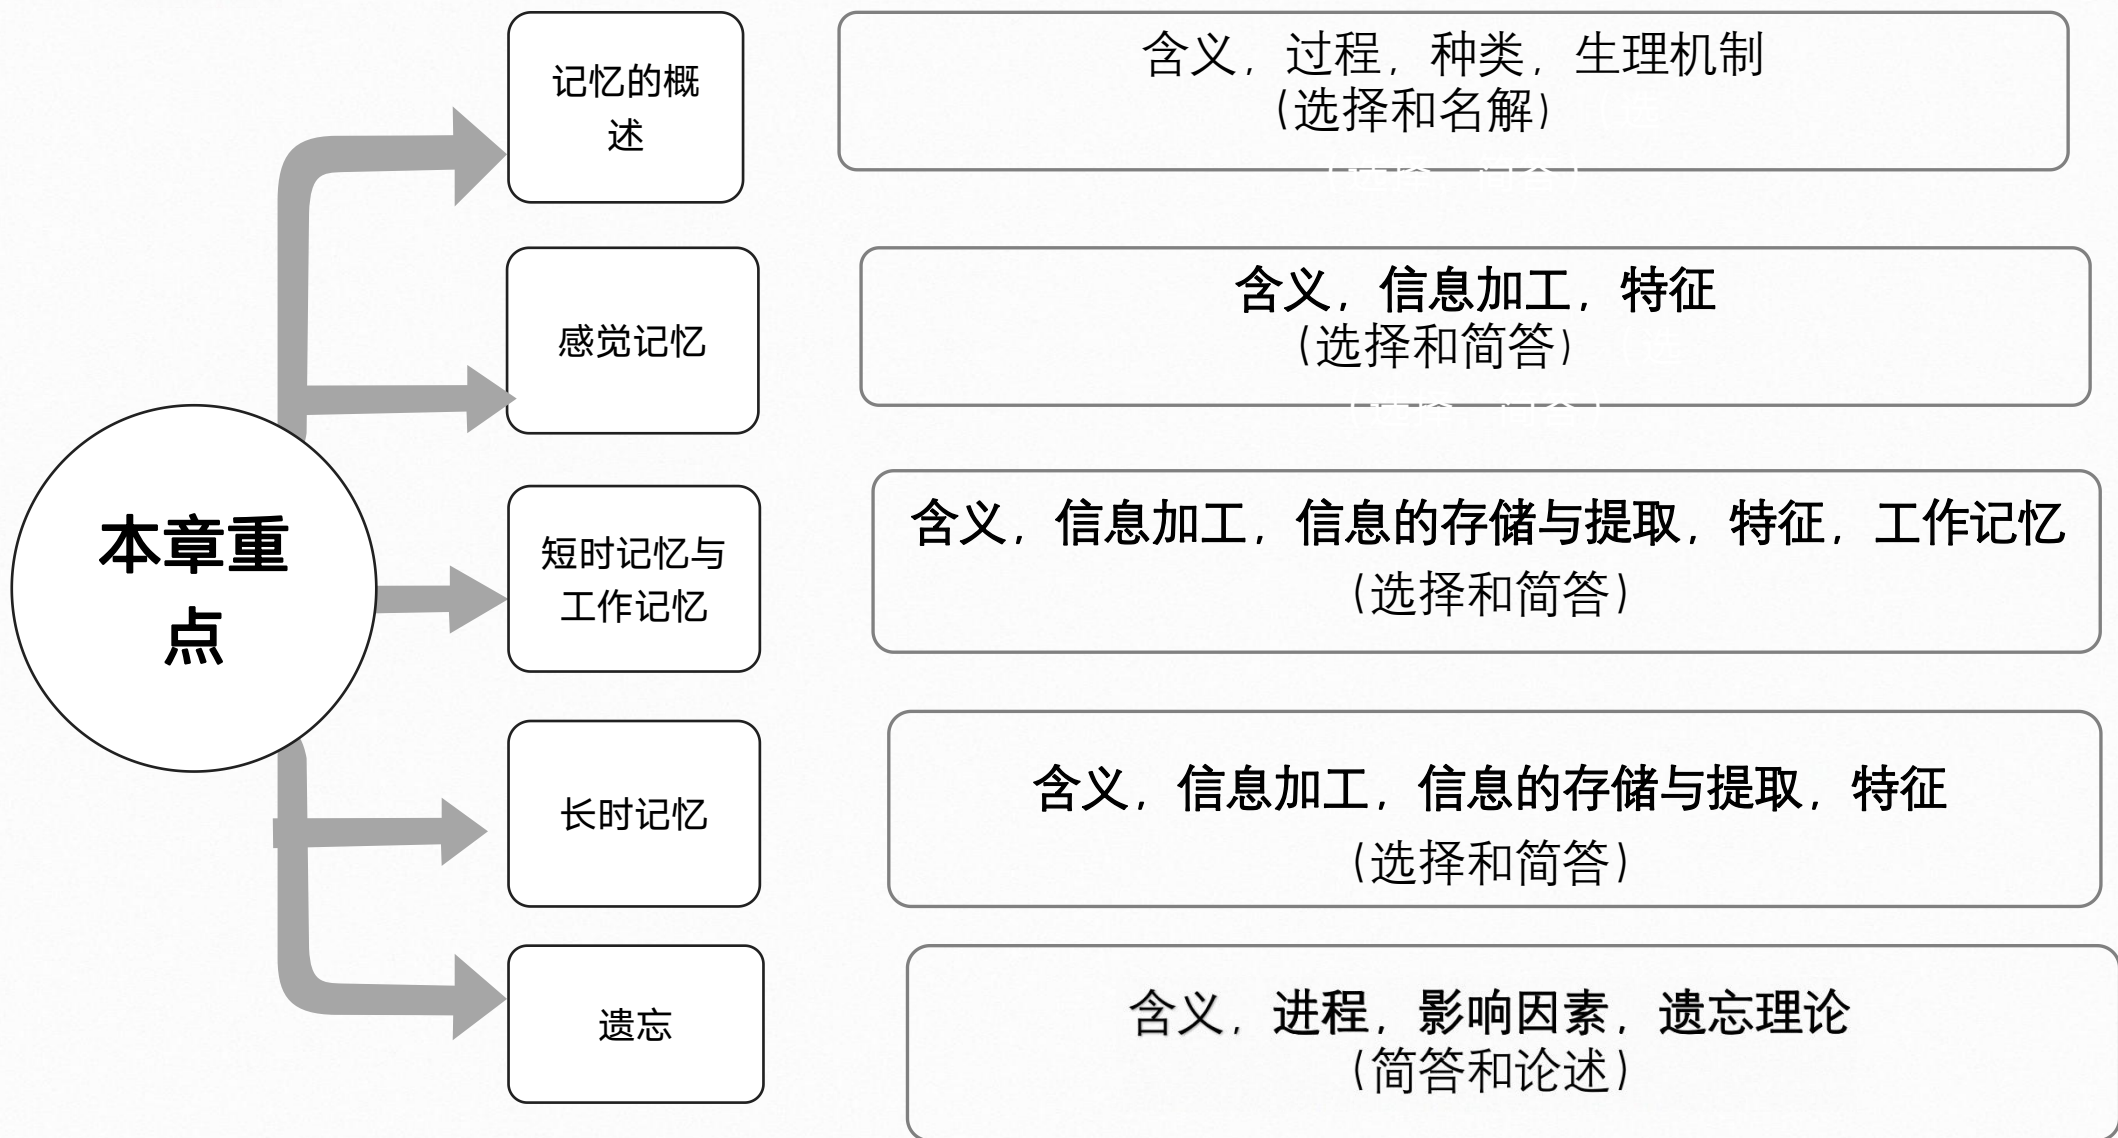 本章重
点
记忆的概
述
含义，过程，种类，生理机制
（选择和名解）
感觉记忆
含义，信息加工，特征
（选择和简答）
短时记忆与
工作记忆
含义，信息加工，信息的存储与提取，特征，工作记忆
（选择和简答）
长时记忆
含义，信息加工，信息的存储与提取，特征
（选择和简答）
遗忘
含义，进程，影响因素，遗忘理论
（简答和论述）